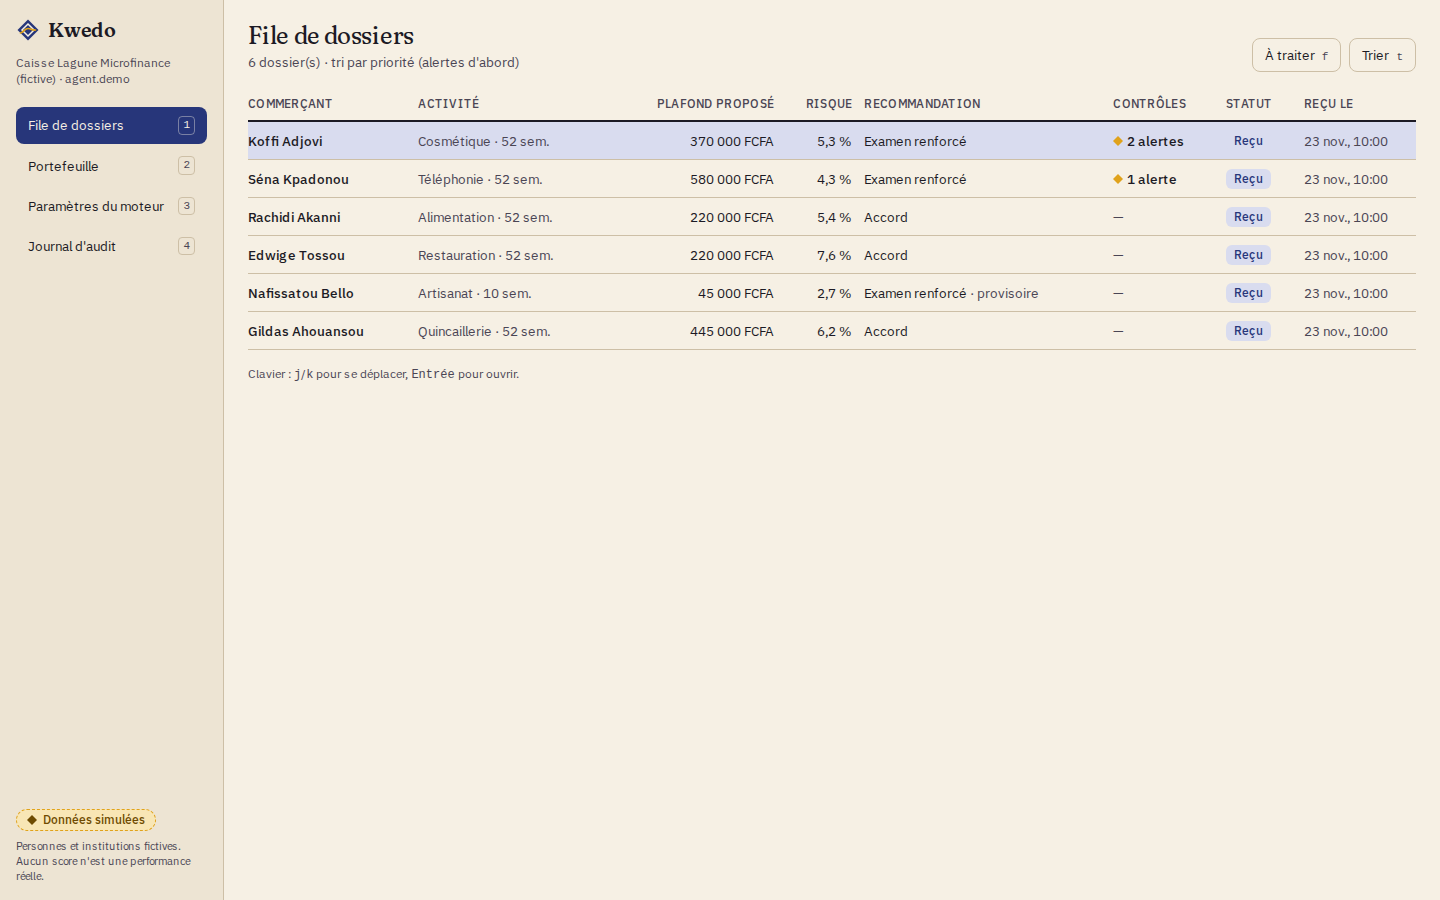 Kwedo
Caisse Lagune Microfinance
(fictive) · agent.demo
File de dossiers 1
Portefeuille 2
Paramètres du moteur 3
Journal d'audit 4
◆ Données simulées
Personnes et institutions fictives.
Aucun score n'est une performance
réelle.
File de dossiers
6 dossier(s) · tri par priorité (alertes d'abord)
À traiter f
Trier t
COMMERÇANT ACTIVITÉ PLAFOND PROPOSÉ RISQUE RECOMMANDATION CONTRÔLES STATUT REÇU LE
Koffi Adjovi Cosmétique · 52 sem. 370 000 FCFA 5,3 % Examen renforcé ◆ 2 alertes Reçu 23 nov., 10:00
Séna Kpadonou Téléphonie · 52 sem. 580 000 FCFA 4,3 % Examen renforcé ◆ 1 alerte Reçu 23 nov., 10:00
Rachidi Akanni Alimentation · 52 sem. 220 000 FCFA 5,4 % Accord — Reçu 23 nov., 10:00
Edwige Tossou Restauration · 52 sem. 220 000 FCFA 7,6 % Accord — Reçu 23 nov., 10:00
Nafissatou Bello Artisanat · 10 sem. 45 000 FCFA 2,7 % Examen renforcé · provisoire — Reçu 23 nov., 10:00
Gildas Ahouansou Quincaillerie · 52 sem. 445 000 FCFA 6,2 % Accord — Reçu 23 nov., 10:00
Clavier : j/k pour se déplacer, Entrée pour ouvrir.